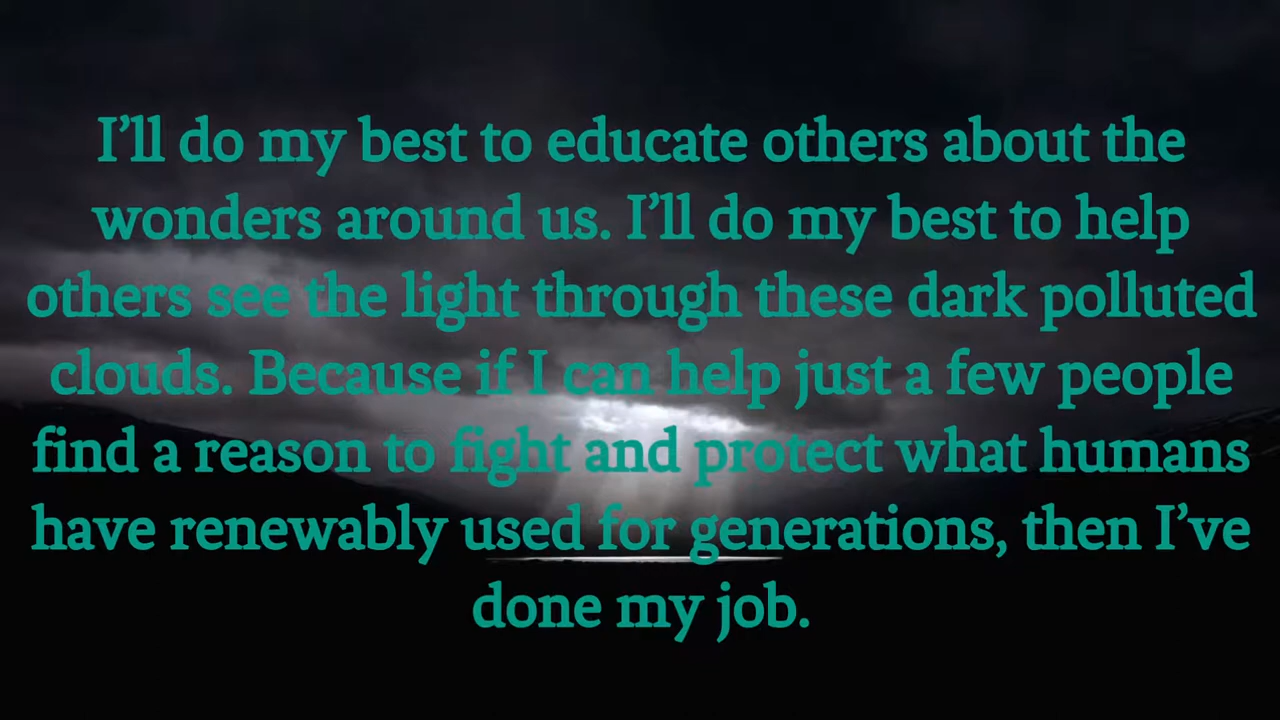 I’ll do my best to educate others about the
wonders around us. I’ll do my best to help
others see the light through these dark polluted
clouds. Because if I can help just a few people
find a reason to fight and protect what humans
have renewably used for generations, then I’ve
done my job.